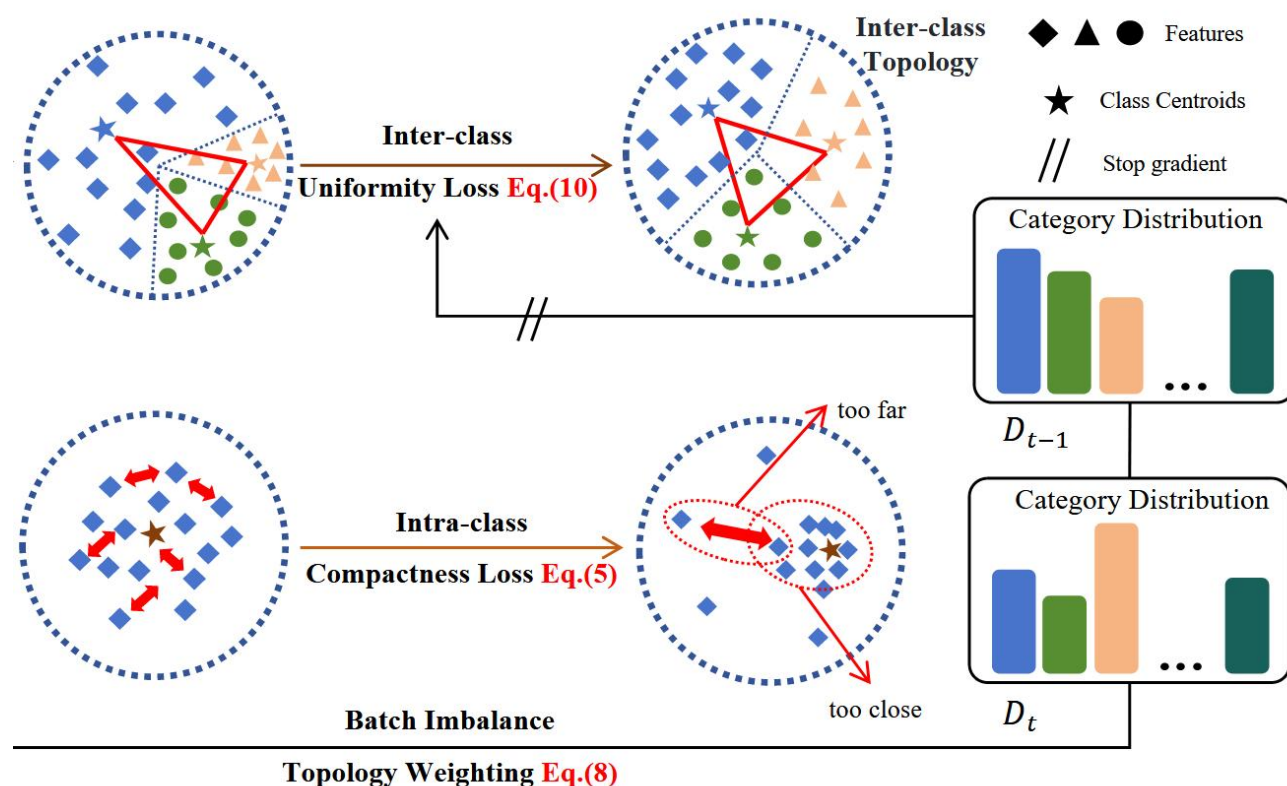 Inter-class
Topology
Features
Class Centroids
Stop gradient
Inter-class
Uniformity Loss Eq.(10)
Category Distribution
...
D_{t-1}
too far
Intra-class
Compactness Loss Eq.(5)
Category Distribution
...
D_t
too close
Batch Imbalance
Topology Weighting Eq.(8)